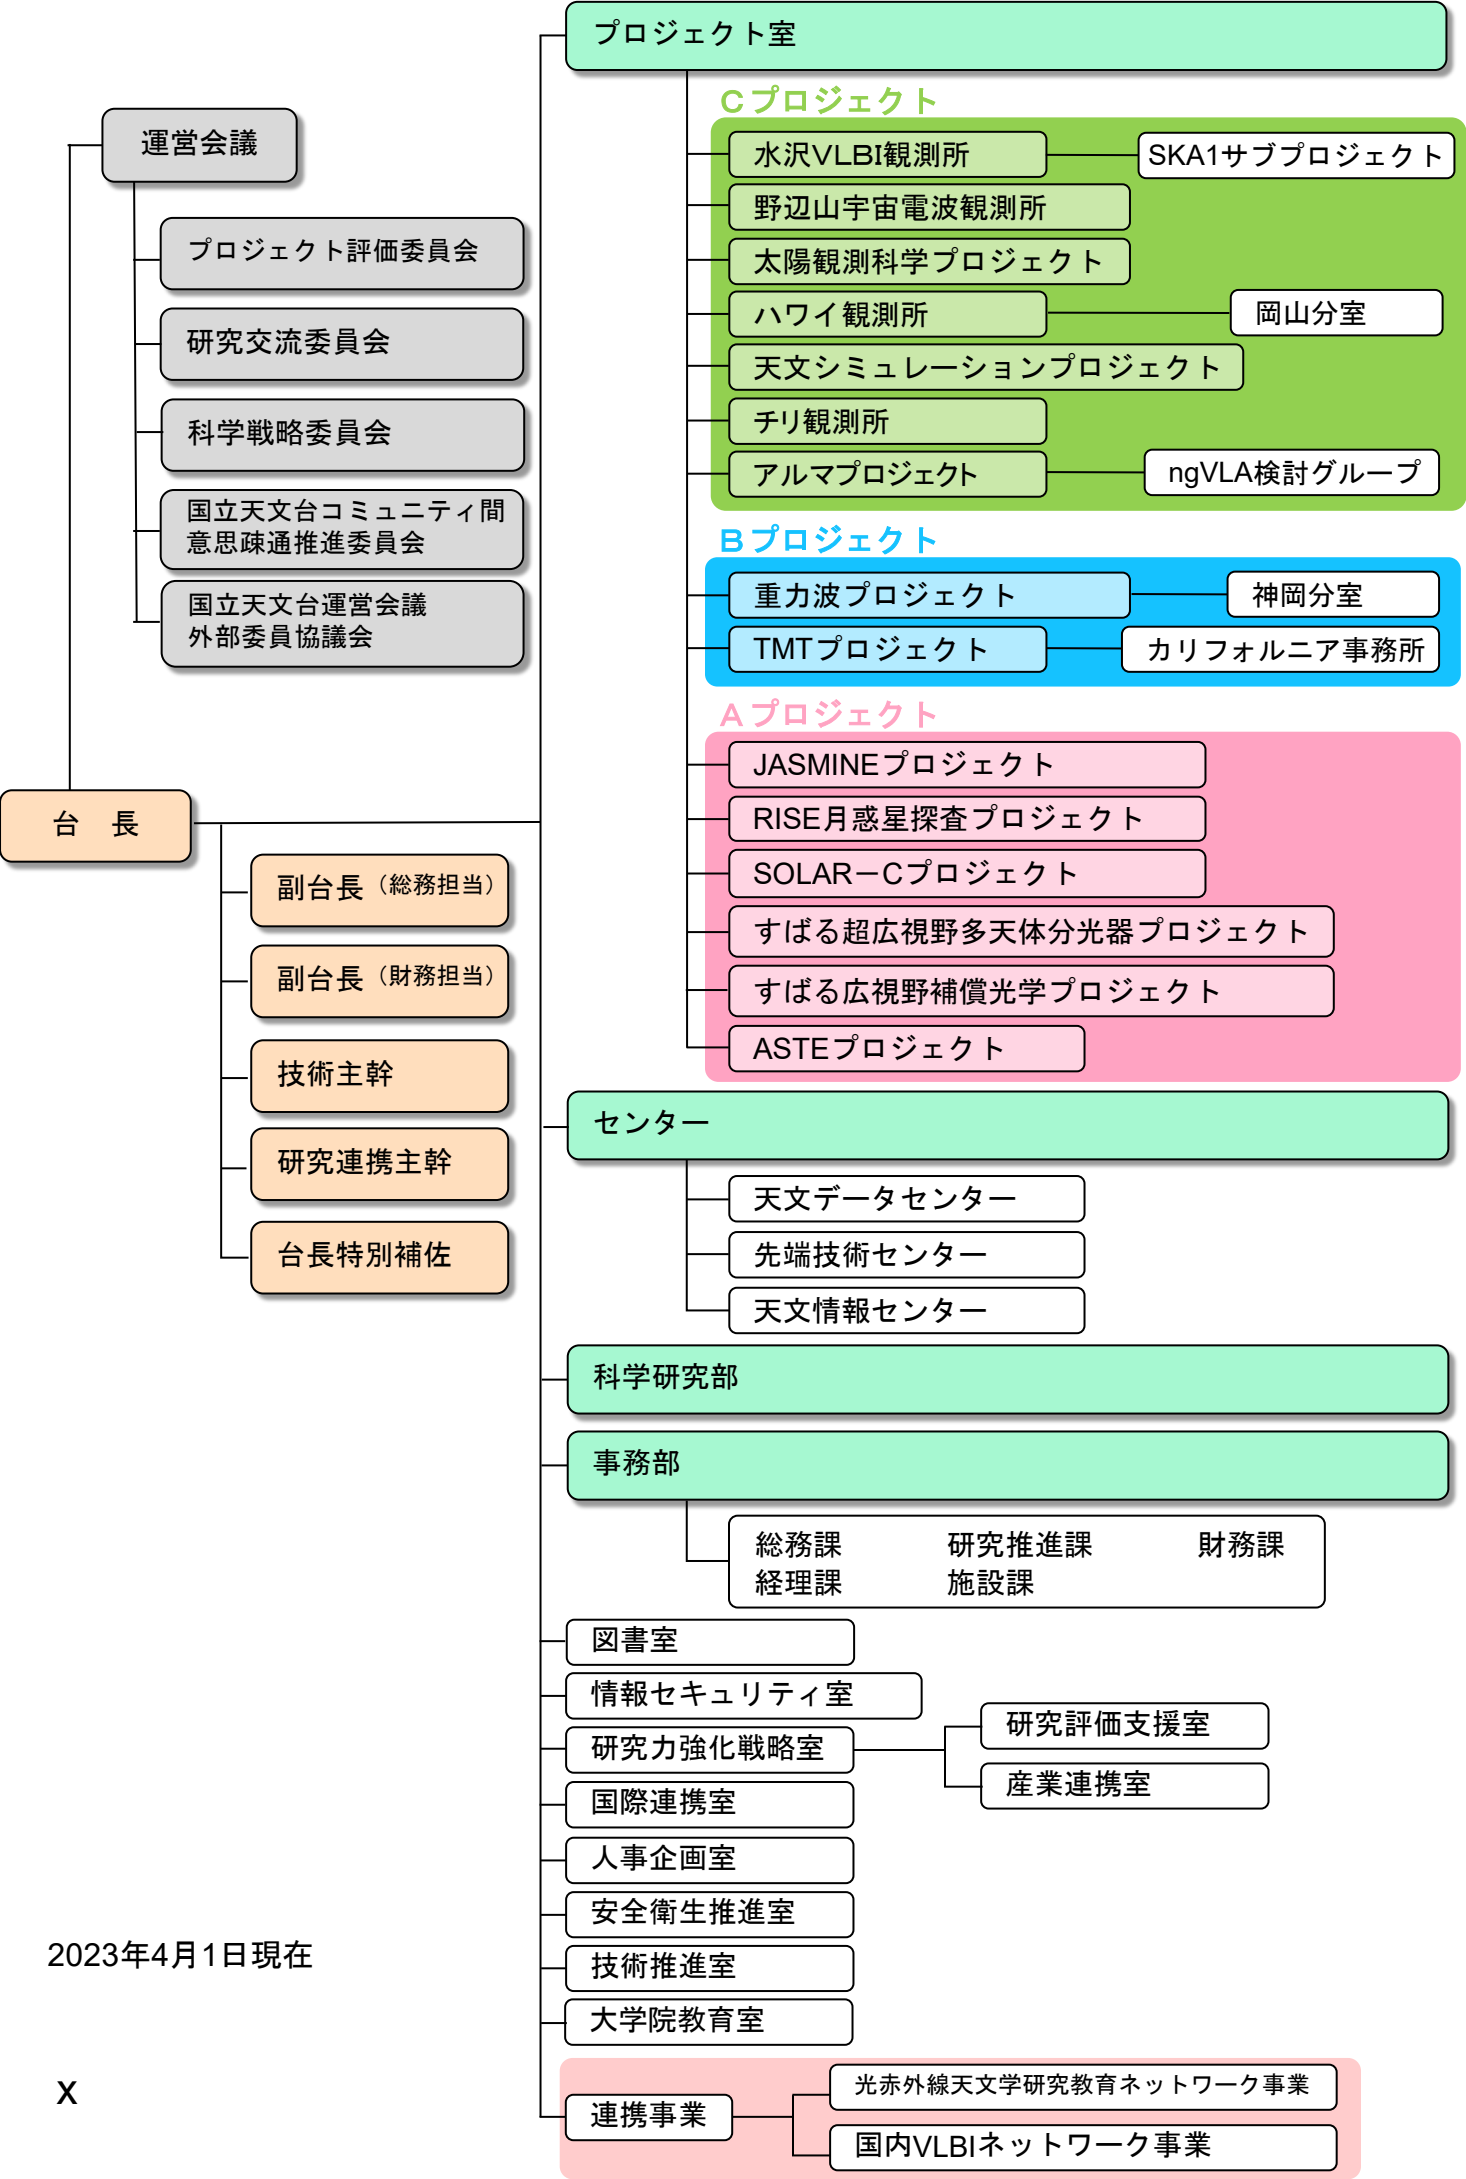 運営会議
プロジェクト評価委員会
研究交流委員会
科学戦略委員会
国立天文台コミュニティ間
意思疎通推進委員会
国立天文台運営会議
外部委員協議会
台　長
副台長（総務担当）
副台長（財務担当）
技術主幹
研究連携主幹
台長特別補佐
プロジェクト室
Ｃプロジェクト
水沢VLBI観測所
SKA1サブプロジェクト
野辺山宇宙電波観測所
太陽観測科学プロジェクト
ハワイ観測所
岡山分室
天文シミュレーションプロジェクト
チリ観測所
アルマプロジェクト
ngVLA検討グループ
Ｂプロジェクト
重力波プロジェクト
神岡分室
TMTプロジェクト
カリフォルニア事務所
Ａプロジェクト
JASMINEプロジェクト
RISE月惑星探査プロジェクト
SOLAR－Cプロジェクト
すばる超広視野多天体分光器プロジェクト
すばる広視野補償光学プロジェクト
ASTEプロジェクト
センター
天文データセンター
先端技術センター
天文情報センター
科学研究部
事務部
総務課　研究推進課　財務課
経理課　施設課
図書室
情報セキュリティ室
研究力強化戦略室
研究評価支援室
産業連携室
国際連携室
人事企画室
安全衛生推進室
技術推進室
大学院教育室
連携事業
光赤外線天文学研究教育ネットワーク事業
国内VLBIネットワーク事業
2023年4月1日現在
x